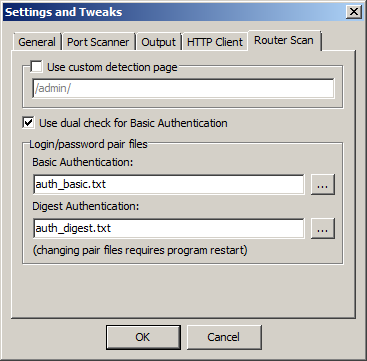 Settings and Tweaks
General Port Scanner Output HTTP Client Router Scan
Use custom detection page
/admin/
Use dual check for Basic Authentication
Login/password pair files
Basic Authentication:
auth_basic.txt ...
Digest Authentication:
auth_digest.txt ...
(changing pair files requires program restart)
OK Cancel